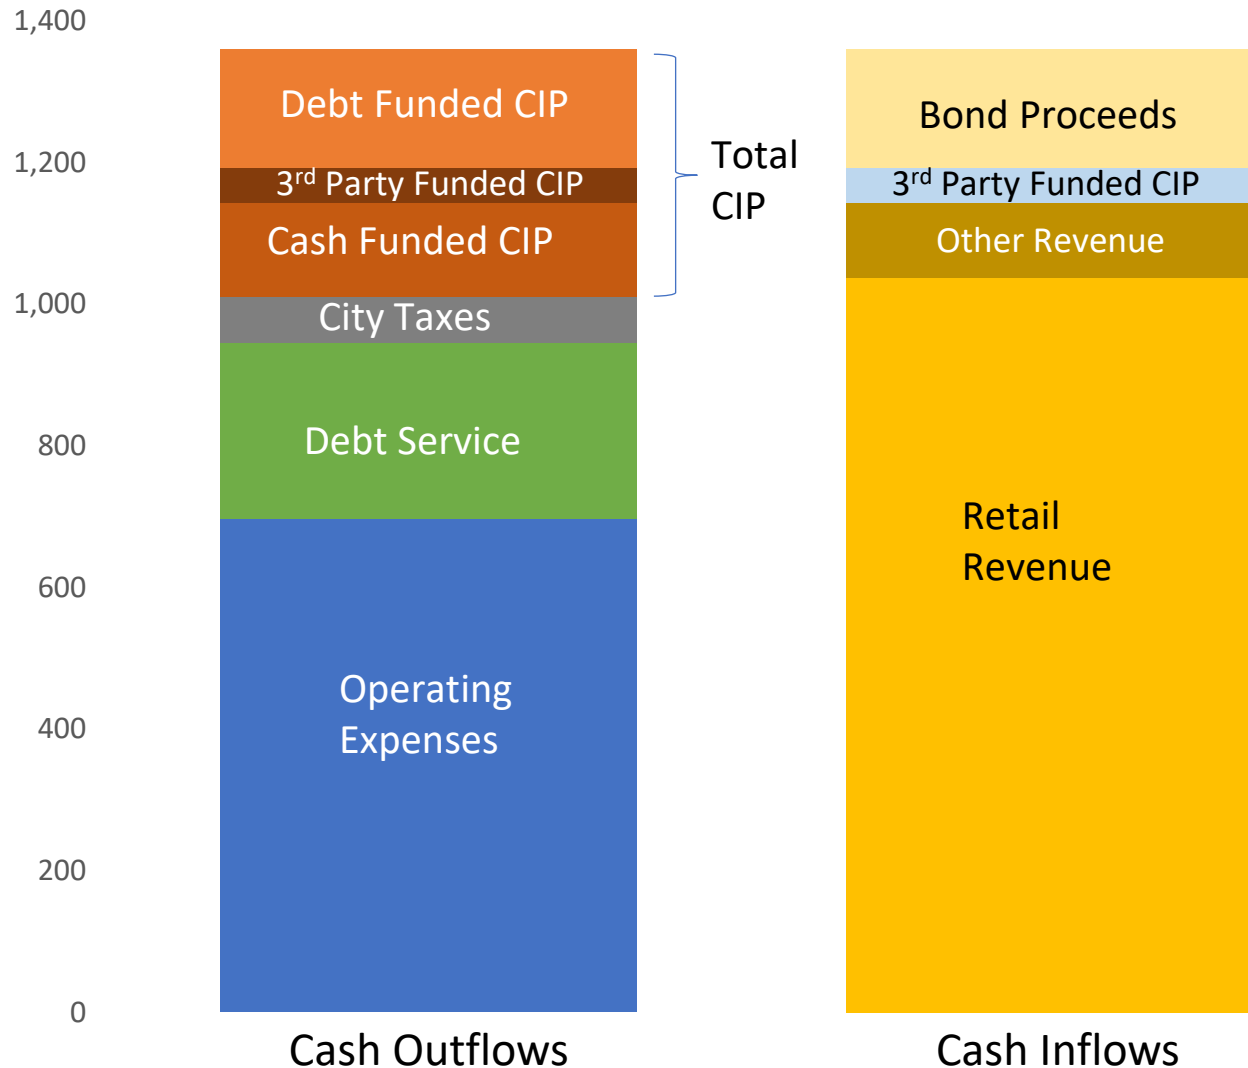 1,400
1,200
1,000
800
600
400
200
0
Debt Funded CIP
3rd Party Funded CIP
Cash Funded CIP
City Taxes
Debt Service
Operating
Expenses
Total
CIP
Bond Proceeds
3rd Party Funded CIP
Other Revenue
Retail
Revenue
Cash Outflows
Cash Inflows